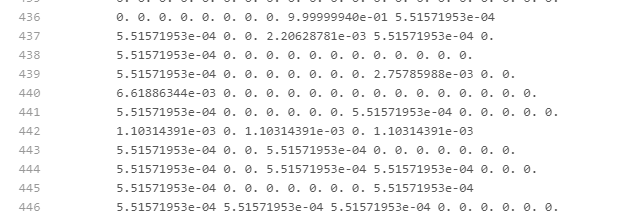 436 0. 0. 0. 0. 0. 0. 0. 0. 9.99999940e-01 5.51571953e-04
437 5.51571953e-04 0. 0. 2.20628781e-03 5.51571953e-04 0.
438 5.51571953e-04 0. 0. 0. 0. 0. 0. 0. 0. 0. 0. 0. 0.
439 5.51571953e-04 0. 0. 0. 0. 0. 0. 0. 2.75785988e-03 0. 0.
440 6.61886344e-03 0. 0. 0. 0. 0. 0. 0. 0. 0. 0. 0. 0. 0. 0. 0.
441 5.51571953e-04 0. 0. 0. 0. 0. 0. 5.51571953e-04 0. 0. 0. 0. 0.
442 1.10314391e-03 0. 1.10314391e-03 0. 1.10314391e-03
443 5.51571953e-04 0. 0. 5.51571953e-04 0. 0. 0. 0. 0. 0. 0.
444 5.51571953e-04 0. 0. 5.51571953e-04 5.51571953e-04 0. 0. 0.
445 5.51571953e-04 0. 0. 0. 0. 0. 0. 0. 5.51571953e-04
446 5.51571953e-04 5.51571953e-04 5.51571953e-04 0. 0. 0. 0. 0. 0.